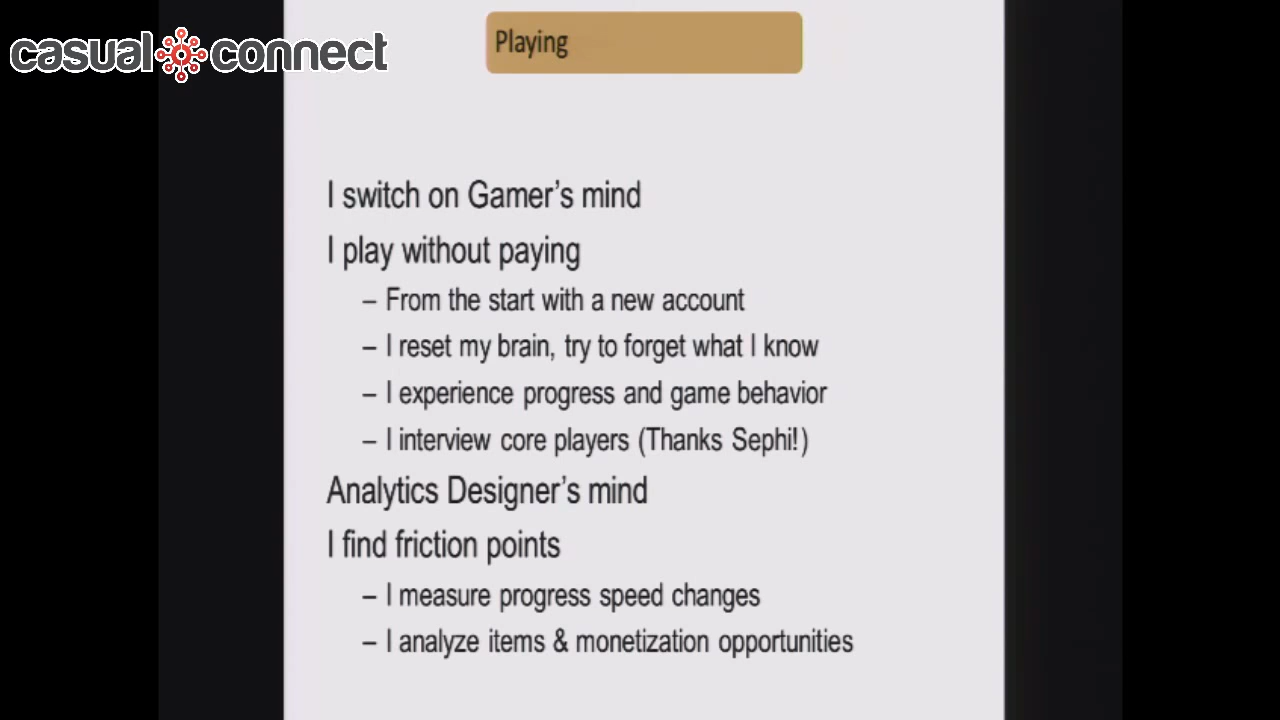 casual connect
Playing
I switch on Gamer's mind
I play without paying
– From the start with a new account
– I reset my brain, try to forget what I know
– I experience progress and game behavior
– I interview core players (Thanks Sephi!)
Analytics Designer's mind
I find friction points
– I measure progress speed changes
– I analyze items & monetization opportunities